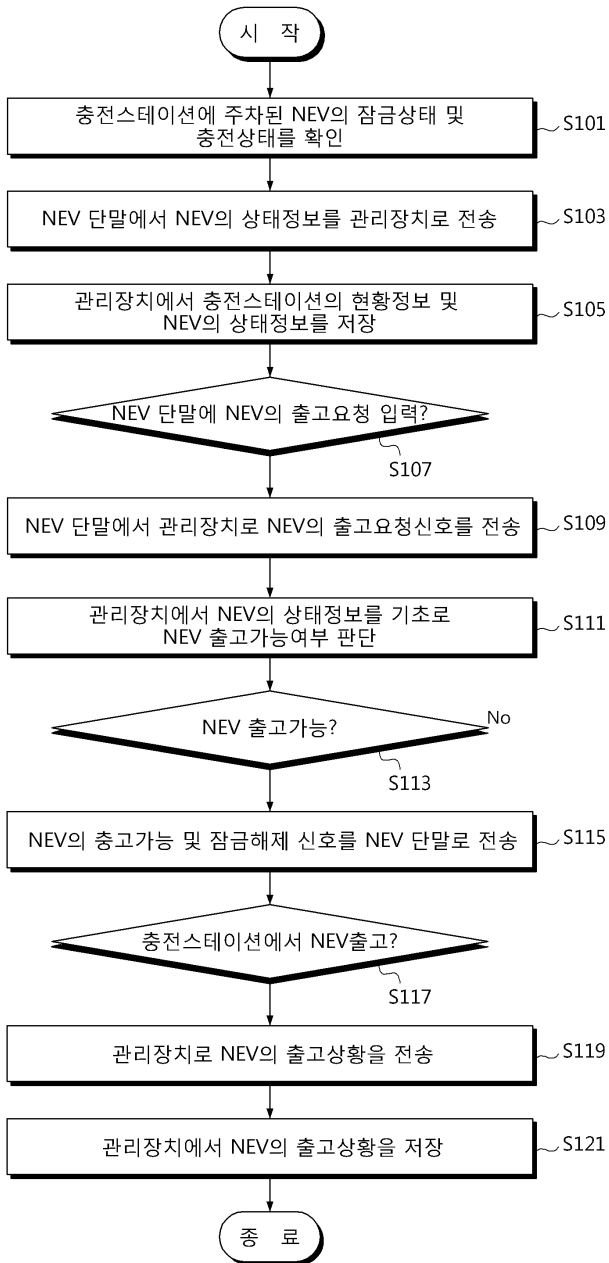 시 작
충전스테이션에 주차된 NEV의 잠금상태 및
충전상태를 확인
S101
NEV 단말에서 NEV의 상태정보를 관리장치로 전송
S103
관리장치에서 충전스테이션의 현황정보 및
NEV의 상태정보를 저장
S105
NEV 단말에 NEV의 출고요청 입력?
S107
NEV 단말에서 관리장치로 NEV의 출고요청신호를 전송
S109
관리장치에서 NEV의 상태정보를 기초로
NEV 출고가능여부 판단
S111
NEV 출고가능?
No
S113
NEV의 충고가능 및 잠금해제 신호를 NEV 단말로 전송
S115
충전스테이션에서 NEV출고?
S117
관리장치로 NEV의 출고상황을 전송
S119
관리장치에서 NEV의 출고상황을 저장
S121
종 료